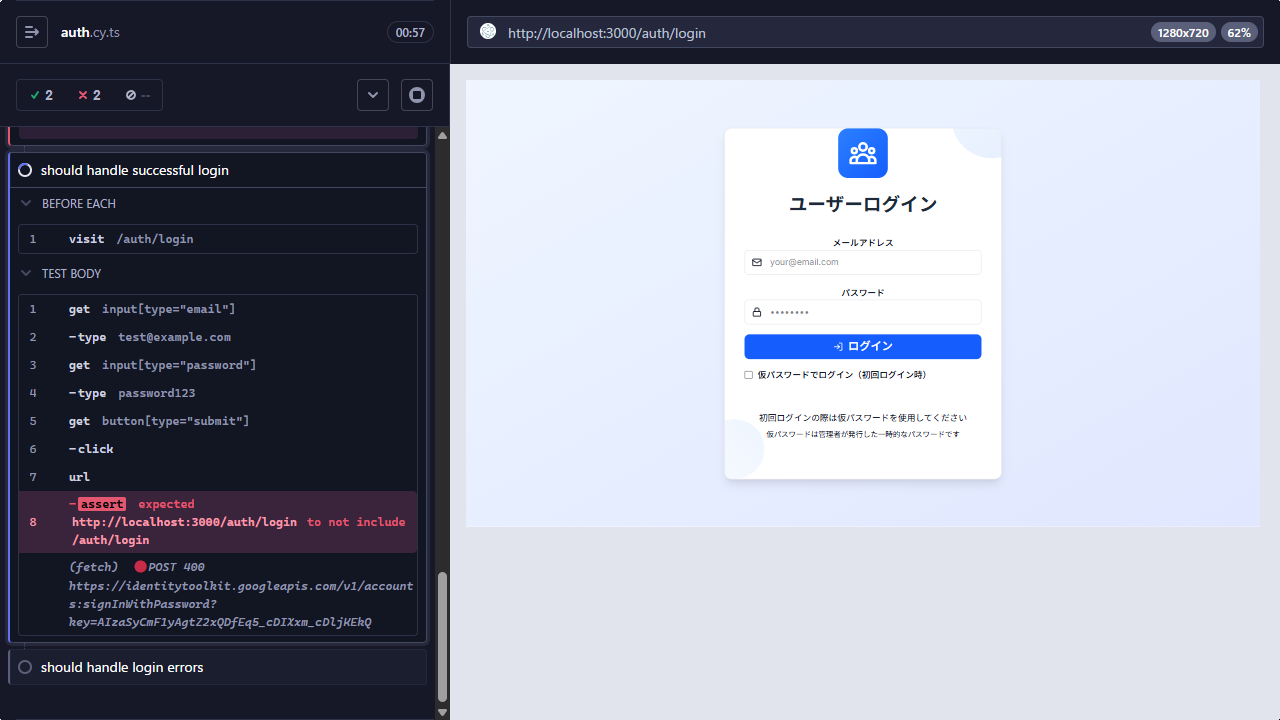 auth.cy.ts
00:57
2
2
--
should handle successful login
BEFORE EACH
1 visit /auth/login
TEST BODY
1 get input[type="email"]
2 -type test@example.com
3 get input[type="password"]
4 -type password123
5 get button[type="submit"]
6 -click
7 url
-assert expected
8 http://localhost:3000/auth/login to not include
/auth/login
(fetch) POST 400
https://identitytoolkit.googleapis.com/v1/account
s:signInWithPassword?
key=AIzaSyCmF1yAgtZ2xQDfEq5_cDIXxm_cDljKEhQ
should handle login errors
http://localhost:3000/auth/login
1280x720
62%
ユーザーログイン
メールアドレス
your@email.com
パスワード
••••••••
ログイン
仮パスワードでログイン（初回ログイン時）
初回ログインの際は仮パスワードを使用してください
仮パスワードは管理者が発行した一時的なパスワードです